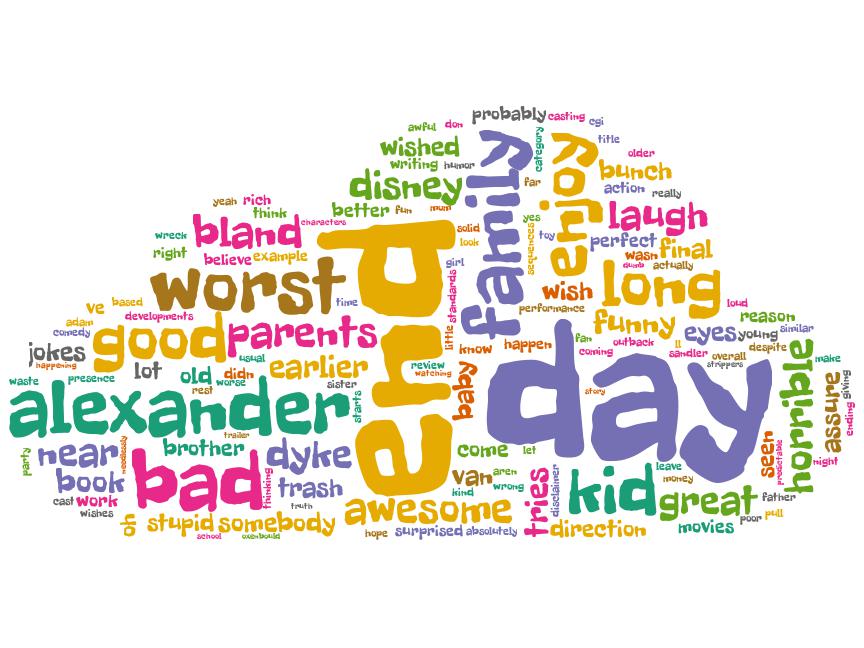 probably
casting
cgi
awful
don
wished
writing
humor
category
title
older
family
enjoy
bunch
disney
far
action
really
yeah
rich
think
better
fun
mom
characters
laugh
yes
toy
perfect
wreck
bland
solid
look
right
believe
example
end
girl
sequences
wasn
final
dumb
actually
worst
time
standards
wish
long
loud
ve
based
developments
performance
adam
comedy
good
parents
little
funny
reason
eyes
young
similar
jokes
happening
usual
know
happen
fan
coming
outback
ll
sandler
overall
despite
strippers
make
lot
old
didn
earlier
review
watching
day
horrible
waste
presence
rest
worse
sister
baby
story
assure
giving
ending
alexander
starts
trailer
near
needlessly
brother
dyke
come
let
seen
predictable
party
bad
thinking
van
aren
kind
wrong
tries
disclaimer
leave
money
night
book
trash
kid
great
father
cast
work
wishes
truth
awesome
poor
pull
oh
stupid
somebody
school
oxenbould
hope
surprised
absolutely
direction
movies